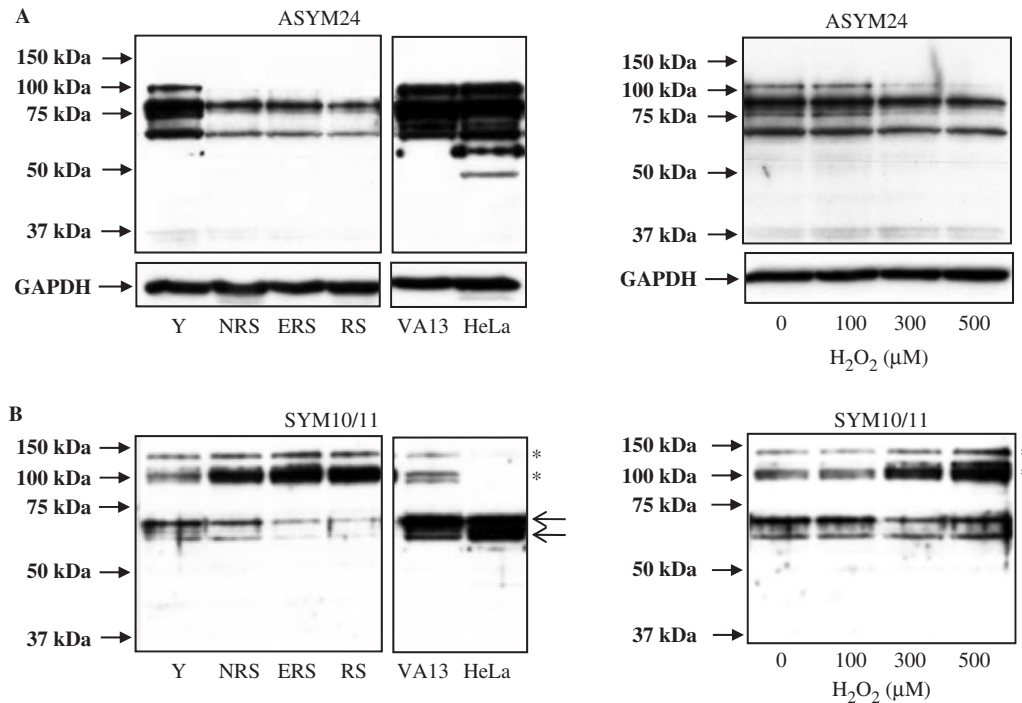 A
ASYM24
150 kDa
100 kDa
75 kDa
50 kDa
37 kDa
GAPDH
Y NRS ERS RS VA13 HeLa
ASYM24
150 kDa
100 kDa
75 kDa
50 kDa
37 kDa
GAPDH
0 100 300 500
H₂O₂ (µM)
B
SYM10/11
150 kDa
100 kDa
75 kDa
50 kDa
37 kDa
*
*
Y NRS ERS RS VA13 HeLa
SYM10/11
150 kDa
100 kDa
75 kDa
50 kDa
37 kDa
0 100 300 500
H₂O₂ (µM)